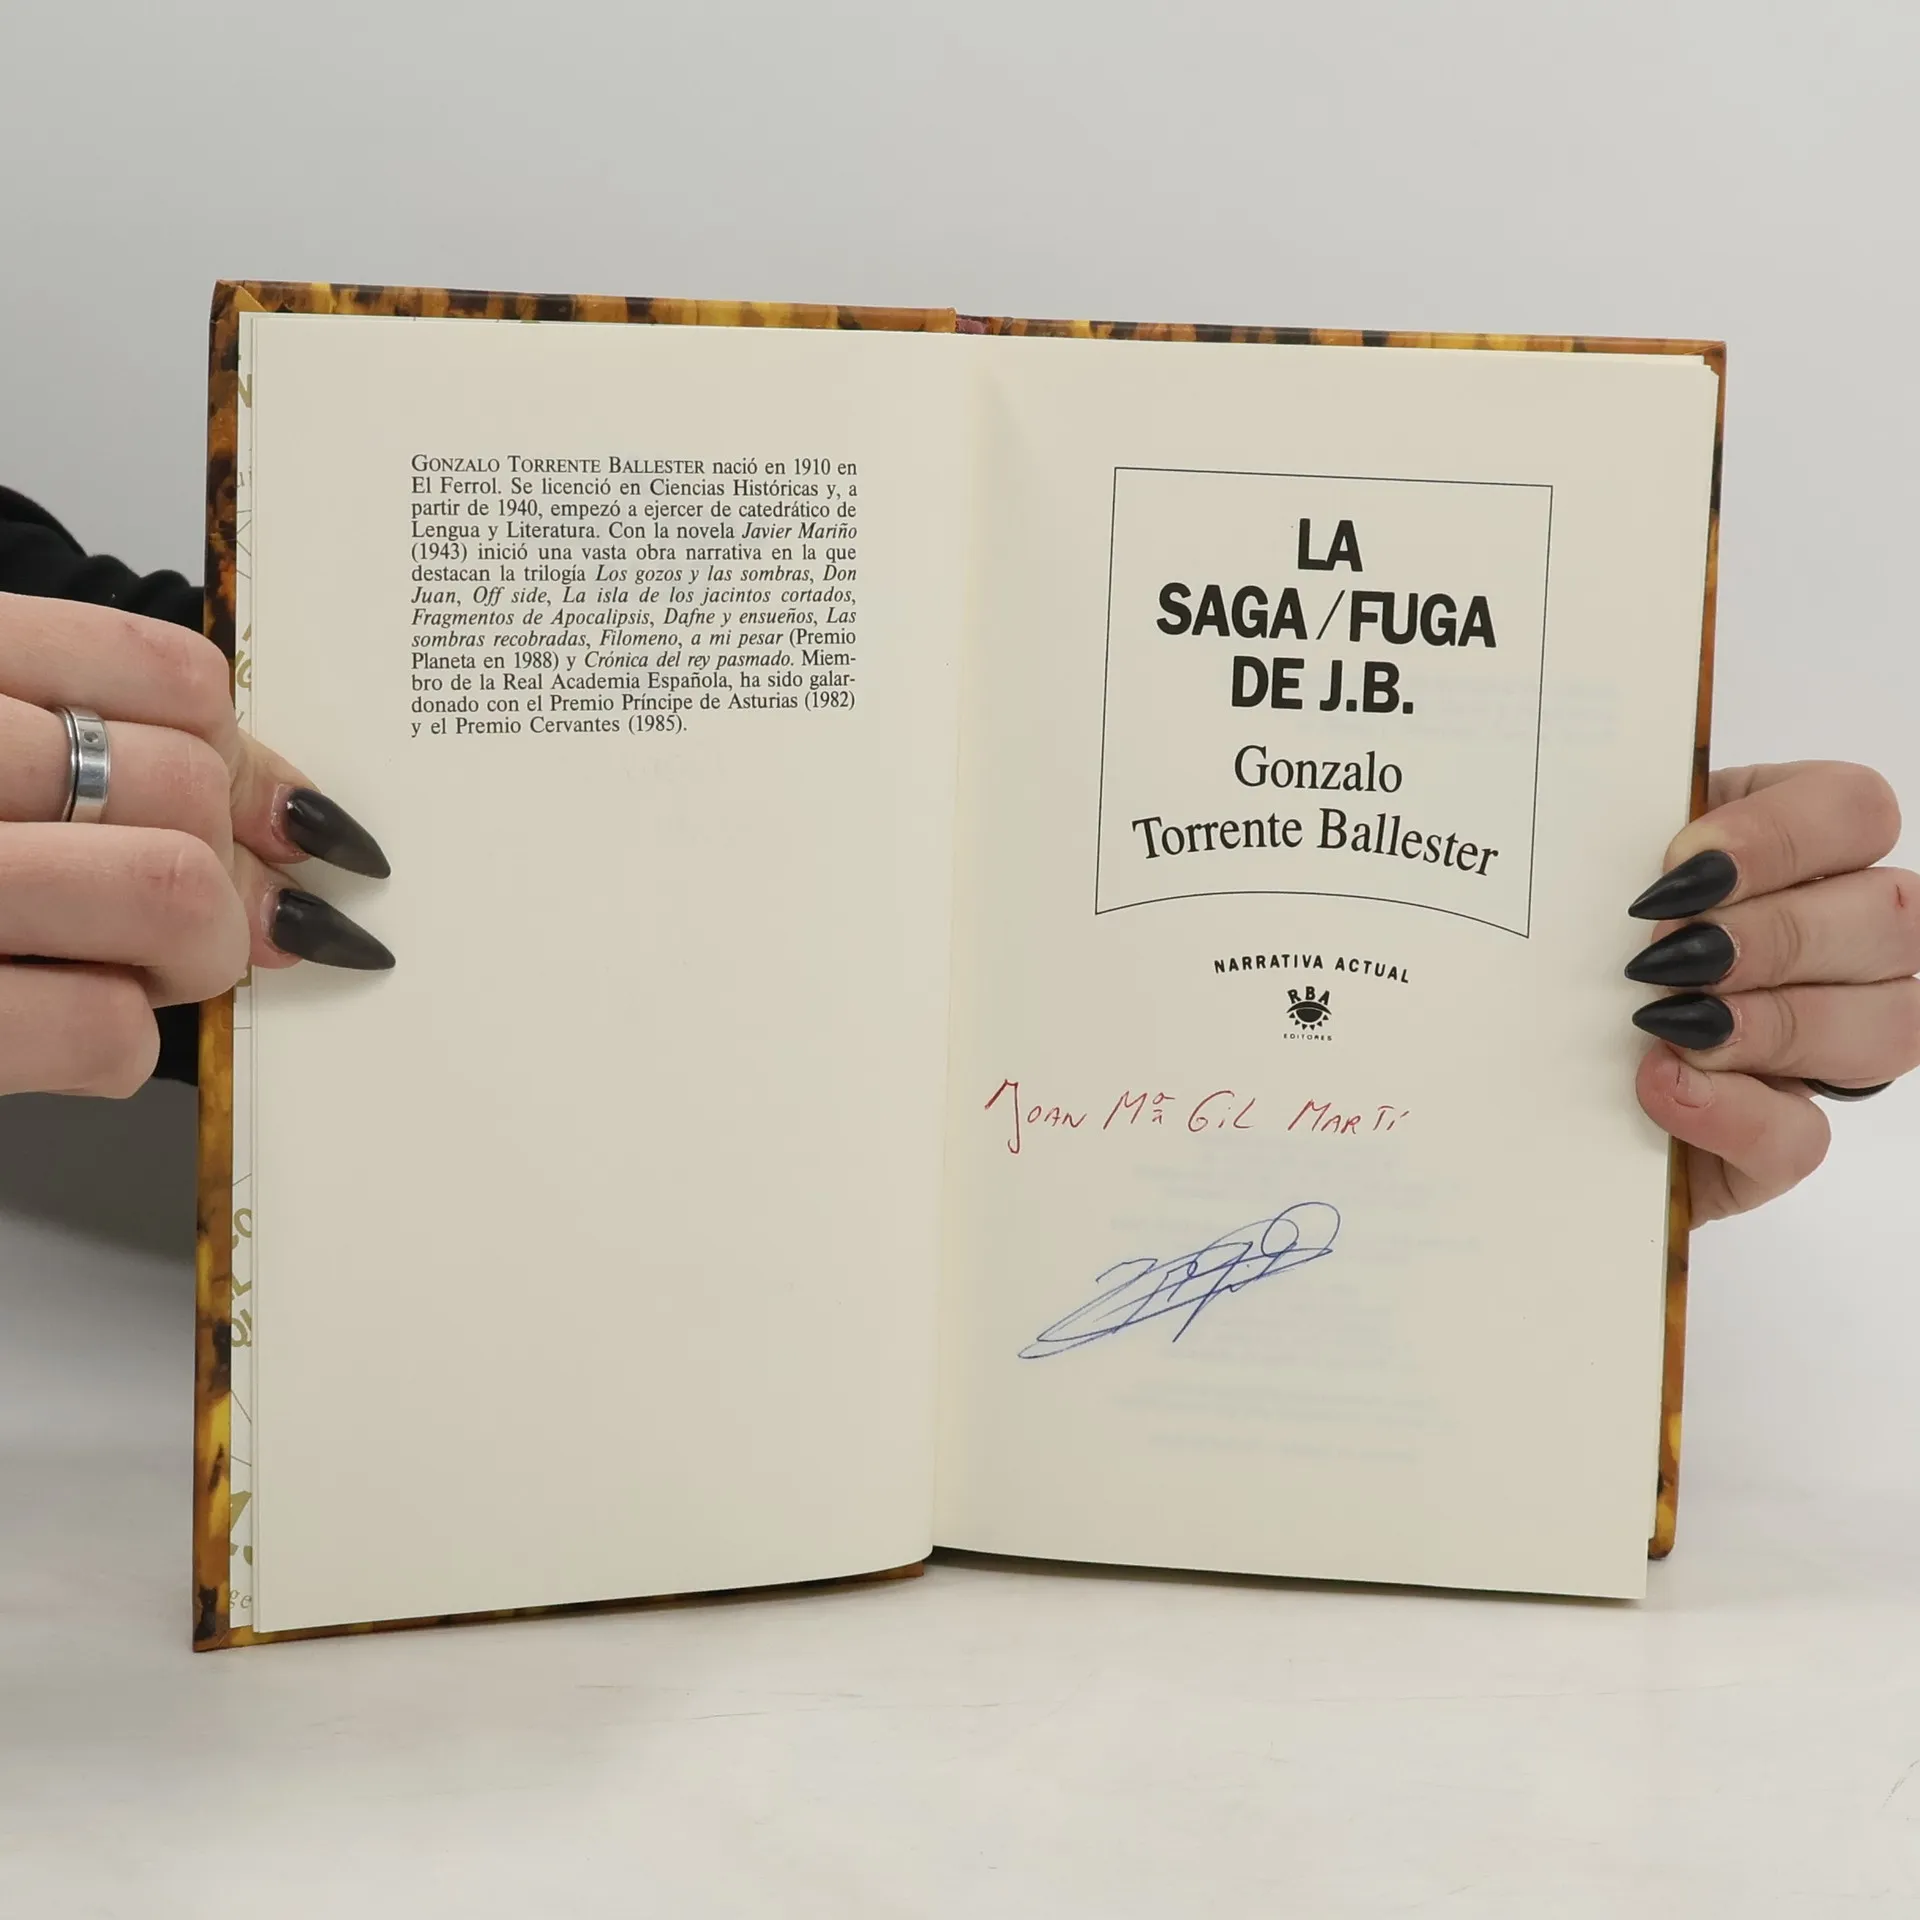 GONZALO TORRENTE BALLESTER nació en 1910 en
El Ferrol. Se licenció en Ciencias Históricas y, a
partir de 1940, empezó a ejercer de catedrático de
Lengua y Literatura. Con la novela Javier Mariño
(1943) inició una vasta obra narrativa en la que
destacan la trilogía Los gozos y las sombras, Don
Juan, Off side, La isla de los jacintos cortados,
Fragmentos de Apocalipsis, Dafne y ensueños, Las
sombras recobradas, Filomeno, a mi pesar (Premio
Planeta en 1988) y Crónica del rey pasmado. Miem-
bro de la Real Academia Española, ha sido galar-
donado con el Premio Príncipe de Asturias (1982)
y el Premio Cervantes (1985).
LA
SAGA/FUGA
DE J.B.
Gonzalo
Torrente Ballester
NARRATIVA ACTUAL
RBA
EDITORES
JOAN Mª GIL MARTÍ